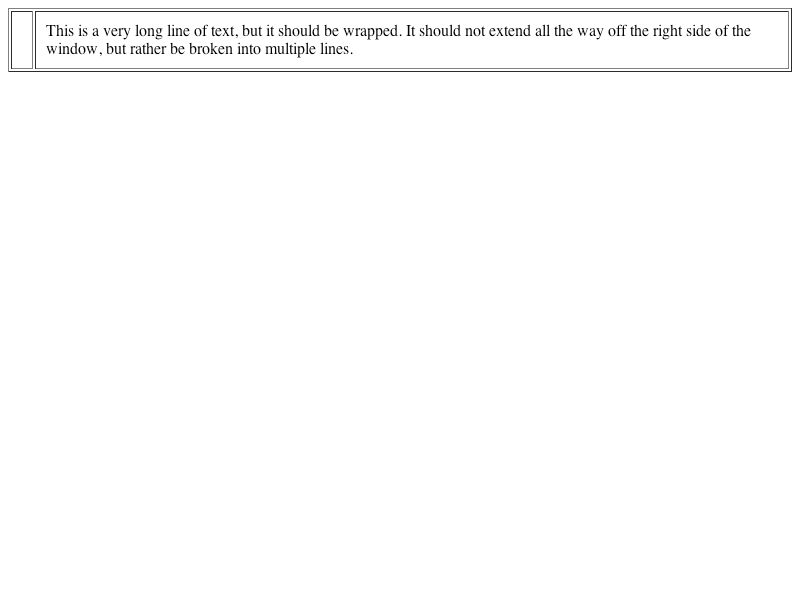 This is a very long line of text, but it should be wrapped. It should not extend all the way off the right side of the
window, but rather be broken into multiple lines.